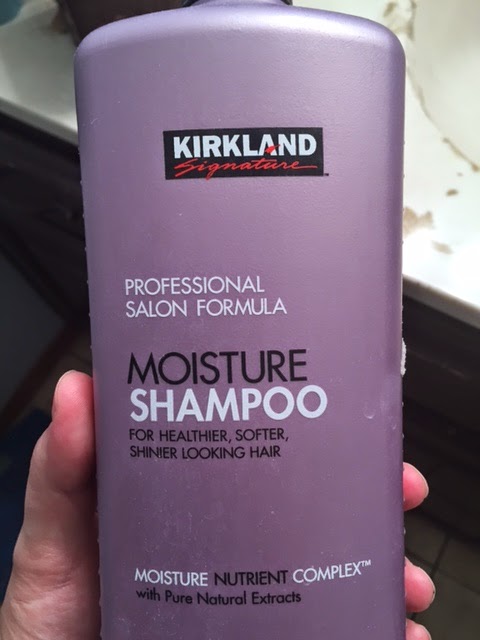 KIRKLAND
Signature™
PROFESSIONAL
SALON FORMULA
MOISTURE
SHAMPOO
FOR HEALTHIER, SOFTER,
SHINIER LOOKING HAIR
MOISTURE NUTRIENT COMPLEX™
with Pure Natural Extracts